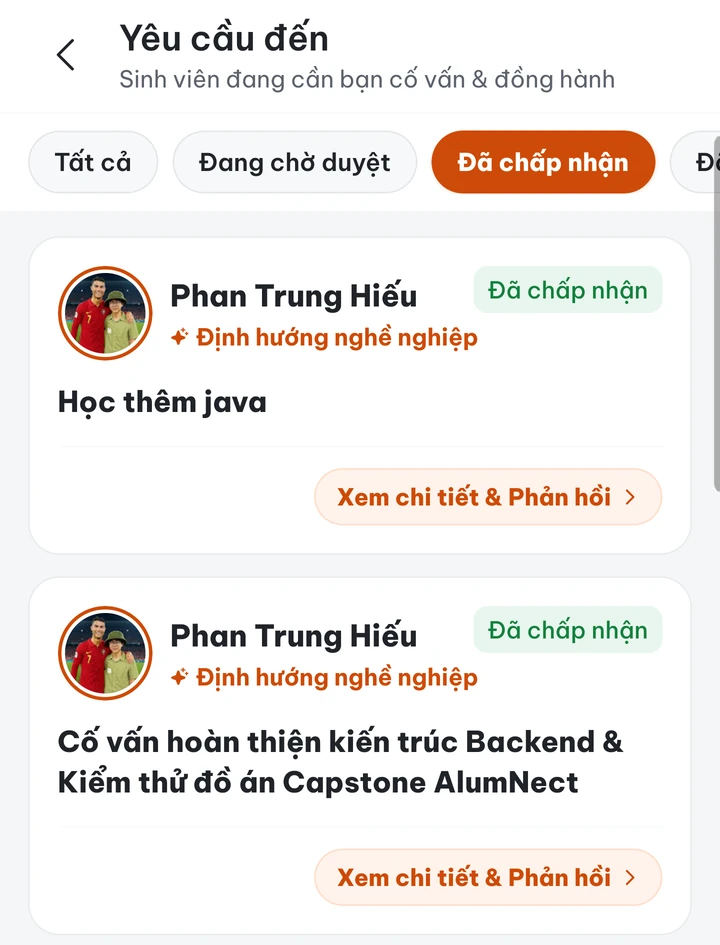 Yêu cầu đến
Sinh viên đang cần bạn cố vấn & đồng hành
Tất cả
Đang chờ duyệt
Đã chấp nhận
Phan Trung Hiếu
Đã chấp nhận
Định hướng nghề nghiệp
Học thêm java
Xem chi tiết & Phản hồi
Phan Trung Hiếu
Đã chấp nhận
Định hướng nghề nghiệp
Cố vấn hoàn thiện kiến trúc Backend &
Kiểm thử đồ án Capstone AlumNect
Xem chi tiết & Phản hồi